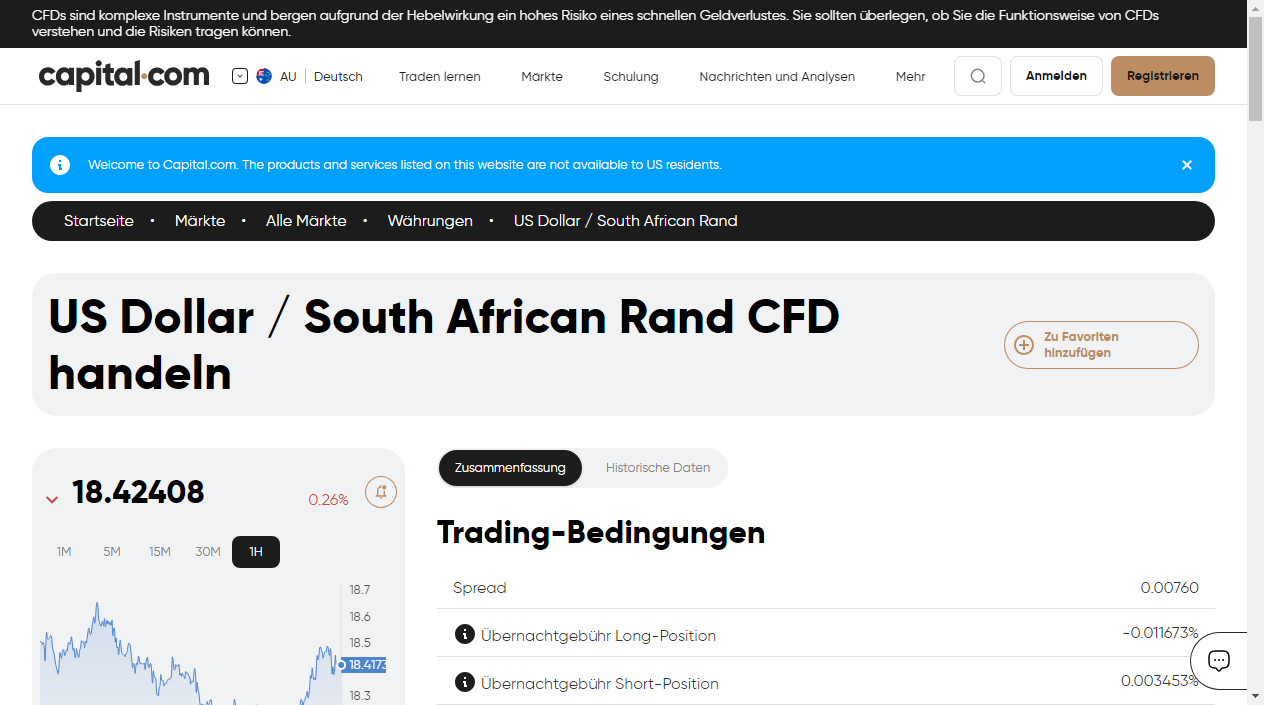 CFDs sind komplexe Instrumente und bergen aufgrund der Hebelwirkung ein hohes Risiko eines schnellen Geldverlustes. Sie sollten überlegen, ob Sie die Funktionsweise von CFDs
verstehen und die Risiken tragen können.
capital.com AU Deutsch Traden lernen Märkte Schulung Nachrichten und Analysen Mehr Anmelden Registrieren
Welcome to Capital.com. The products and services listed on this website are not available to US residents.
Startseite • Märkte • Alle Märkte • Währungen • US Dollar / South African Rand
US Dollar / South African Rand CFD
handeln
Zu Favoriten
hinzufügen
18.42408 0.26%
1M 5M 15M 30M 1H
18.7
18.6
18.5
18.4173
18.3
Zusammenfassung Historische Daten
Trading-Bedingungen
Spread 0.00760
Übernachtgebühr Long-Position -0.011673%
Übernachtgebühr Short-Position 0.003453%